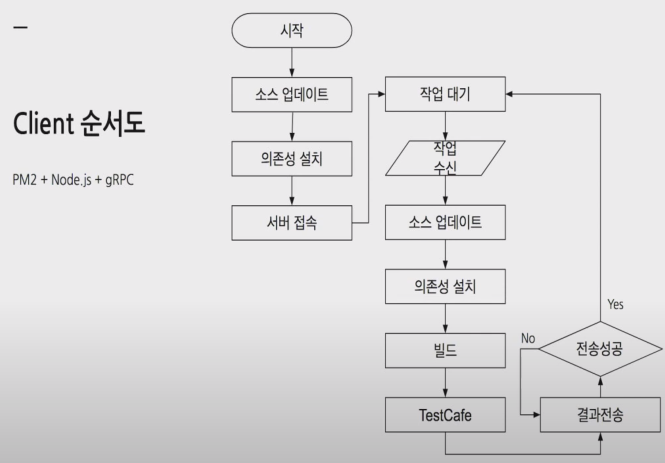 Client 순서도
PM2 + Node.js + gRPC
시작
소스 업데이트
의존성 설치
서버 접속
작업 대기
작업
수신
소스 업데이트
의존성 설치
빌드
TestCafe
결과전송
전송성공
No
Yes